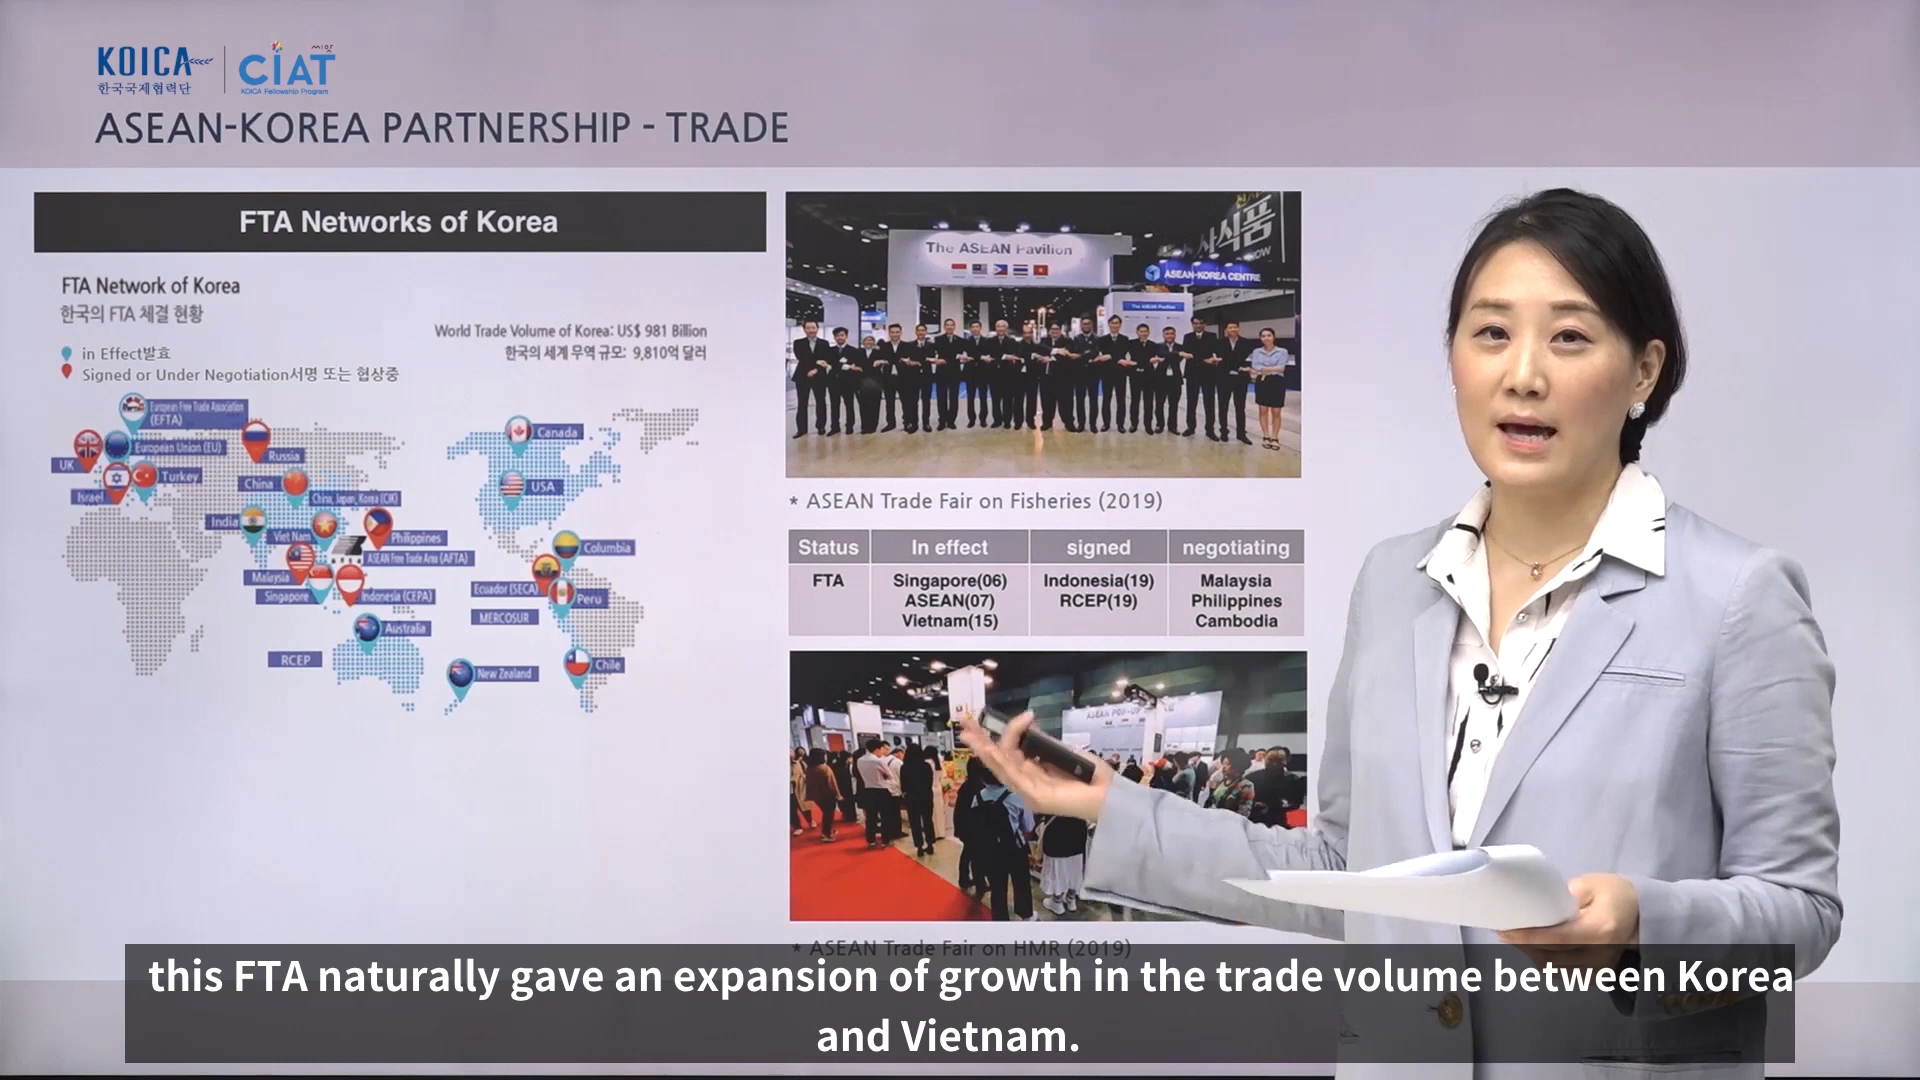 KOICA
한국국제협력단
CIAT
KOICA Fellowship Program
ASEAN-KOREA PARTNERSHIP - TRADE
FTA Networks of Korea
FTA Network of Korea
한국의 FTA 체결 현황
World Trade Volume of Korea: US$ 981 Billion
한국의 세계 무역 규모: 9,810억 달러
in Effect발효
Signed or Under Negotiation서명 또는 협상중
European Free Trade Association
(EFTA)
European Union (EU)
UK
Russia
Turkey
Israel
China
China, Japan, Korea (CJK)
India
Viet Nam
Philippines
ASEAN Free Trade Area (AFTA)
Malaysia
Singapore
Indonesia (CEPA)
Australia
RCEP
New Zealand
Canada
USA
Columbia
Ecuador (SECA)
Peru
MERCOSUR
Chile
The ASEAN Pavilion
식품
ASEAN-KOREA CENTRE
The ASEAN Pavilion
* ASEAN Trade Fair on Fisheries (2019)
Status In effect signed negotiating
FTA Singapore(06) Indonesia(19) Malaysia
ASEAN(07) RCEP(19) Philippines
Vietnam(15) Cambodia
ASEAN POP-UP
* ASEAN Trade Fair on HMR (2019)
this FTA naturally gave an expansion of growth in the trade volume between Korea
and Vietnam.